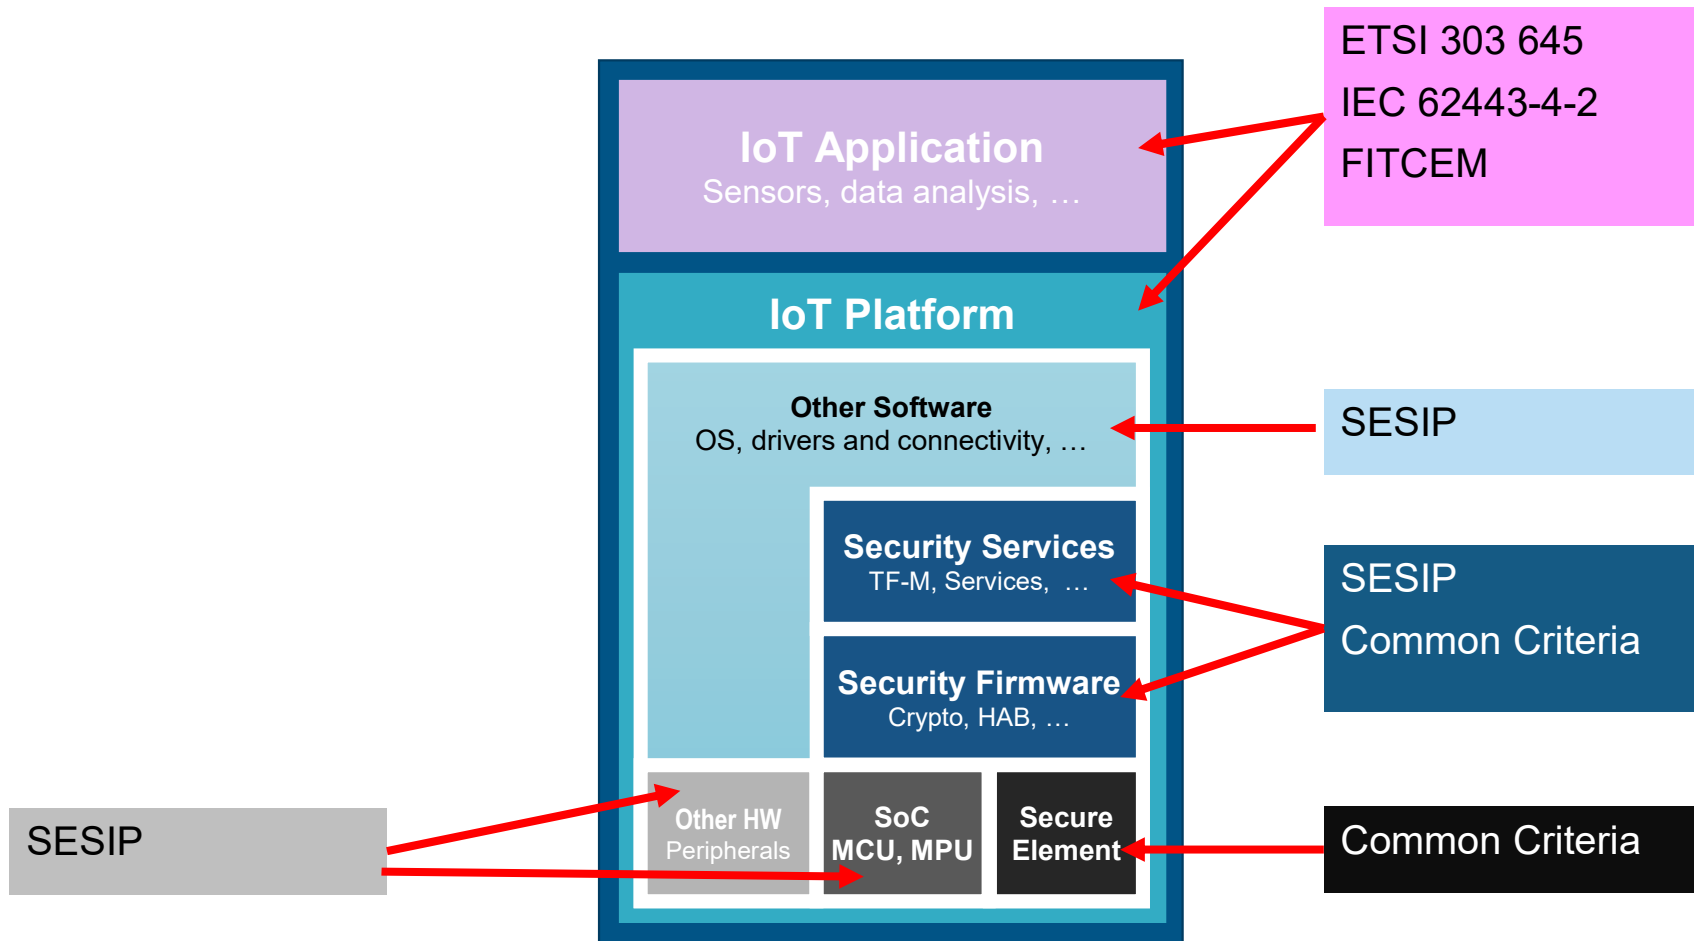 ETSI 303 645
IEC 62443-4-2
FITCEM
IoT Application
Sensors, data analysis, …
IoT Platform
Other Software
OS, drivers and connectivity, …
SESIP
Security Services
TF-M, Services, …
SESIP
Common Criteria
Security Firmware
Crypto, HAB, …
SESIP
Other HW
Peripherals
SoC
MCU, MPU
Secure
Element
Common Criteria